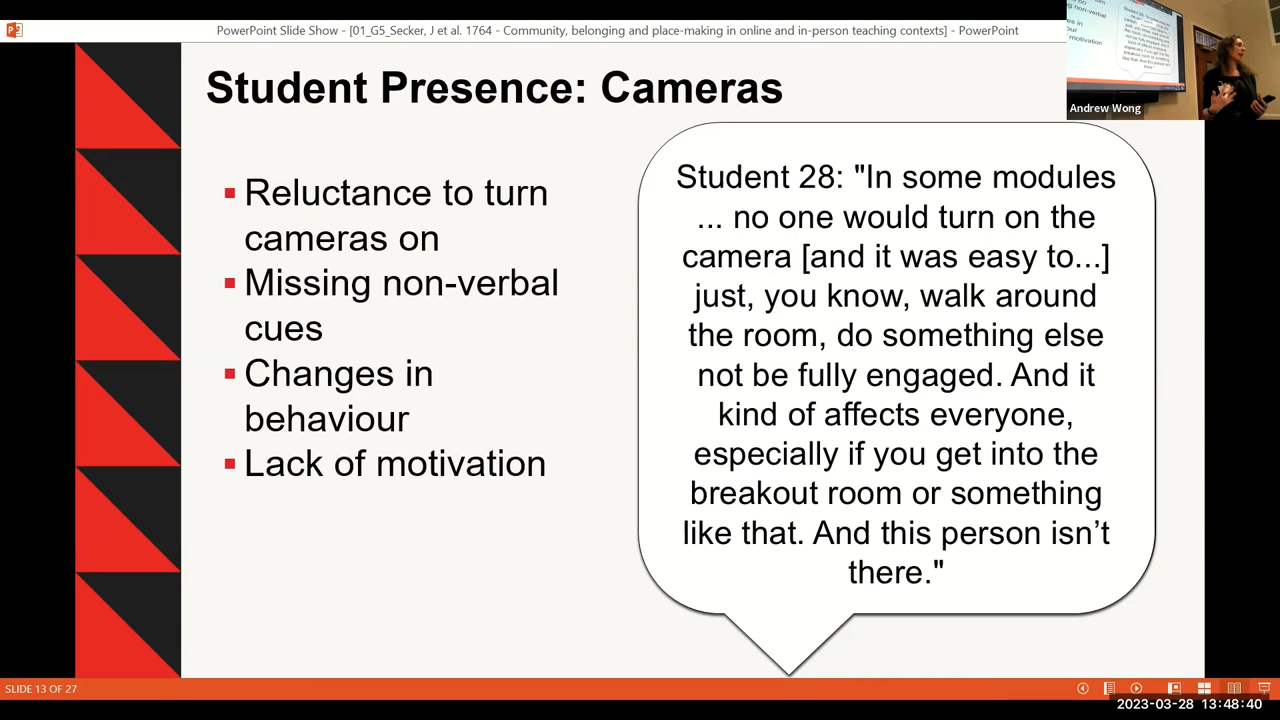 PowerPoint Slide Show - [01_G5_Secker_ et al. 1764 - Community, belonging and place-making in online and in-person teaching contexts] - PowerPoint
Andrew Wong
Student Presence: Cameras
▪ Reluctance to turn
cameras on
▪ Missing non-verbal
cues
▪ Changes in
behaviour
▪ Lack of motivation
Student 28: "In some modules
... no one would turn on the
camera [and it was easy to...]
just, you know, walk around
the room, do something else
not be fully engaged. And it
kind of affects everyone,
especially if you get into the
breakout room or something
like that. And this person isn’t
there."
SLIDE 13 OF 27
2023-03-28 13:48:40